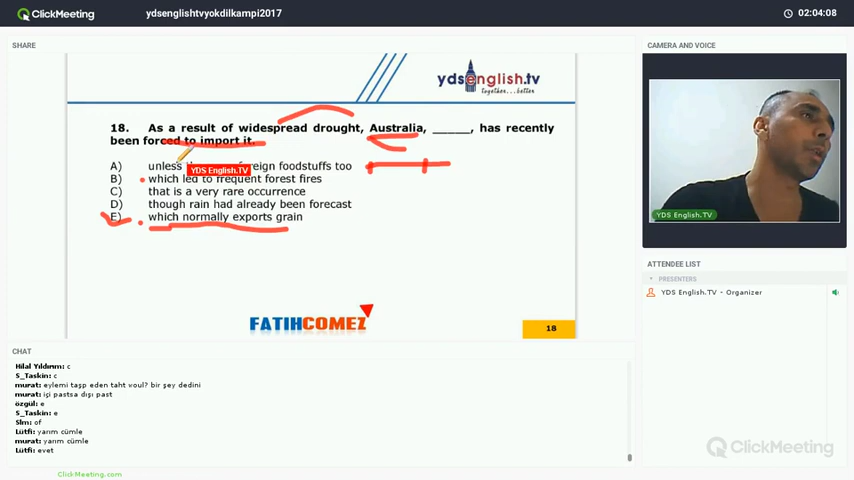 ClickMeeting
ydsenglishtvyokdilkampi2017
02:04:08
SHARE
CAMERA AND VOICE
ydsenglish.tv
together...better
18. As a result of widespread drought, Australia, _____, has recently
been forced to import it.
A) unless foreign foodstuffs too
YDS English.TV
B) which led to frequent forest fires
C) that is a very rare occurrence
D) though rain had already been forecast
E) which normally exports grain
FATIHCOMEZ
18
YDS English.TV
ATTENDEE LIST
PRESENTERS
YDS English.TV - Organizer
CHAT
Hilal Yıldırım: c
S_Taskin: c
murat: eylemi taşp eden taht xoul? bir şey dedini
murat: içi pastsa dışı past
özgül: e
S_Taskin: e
Slm: of
Lütfi: yarım cümle
murat: yarım cümle
Lütfi: evet
ClickMeeting
ClickMeeting.com